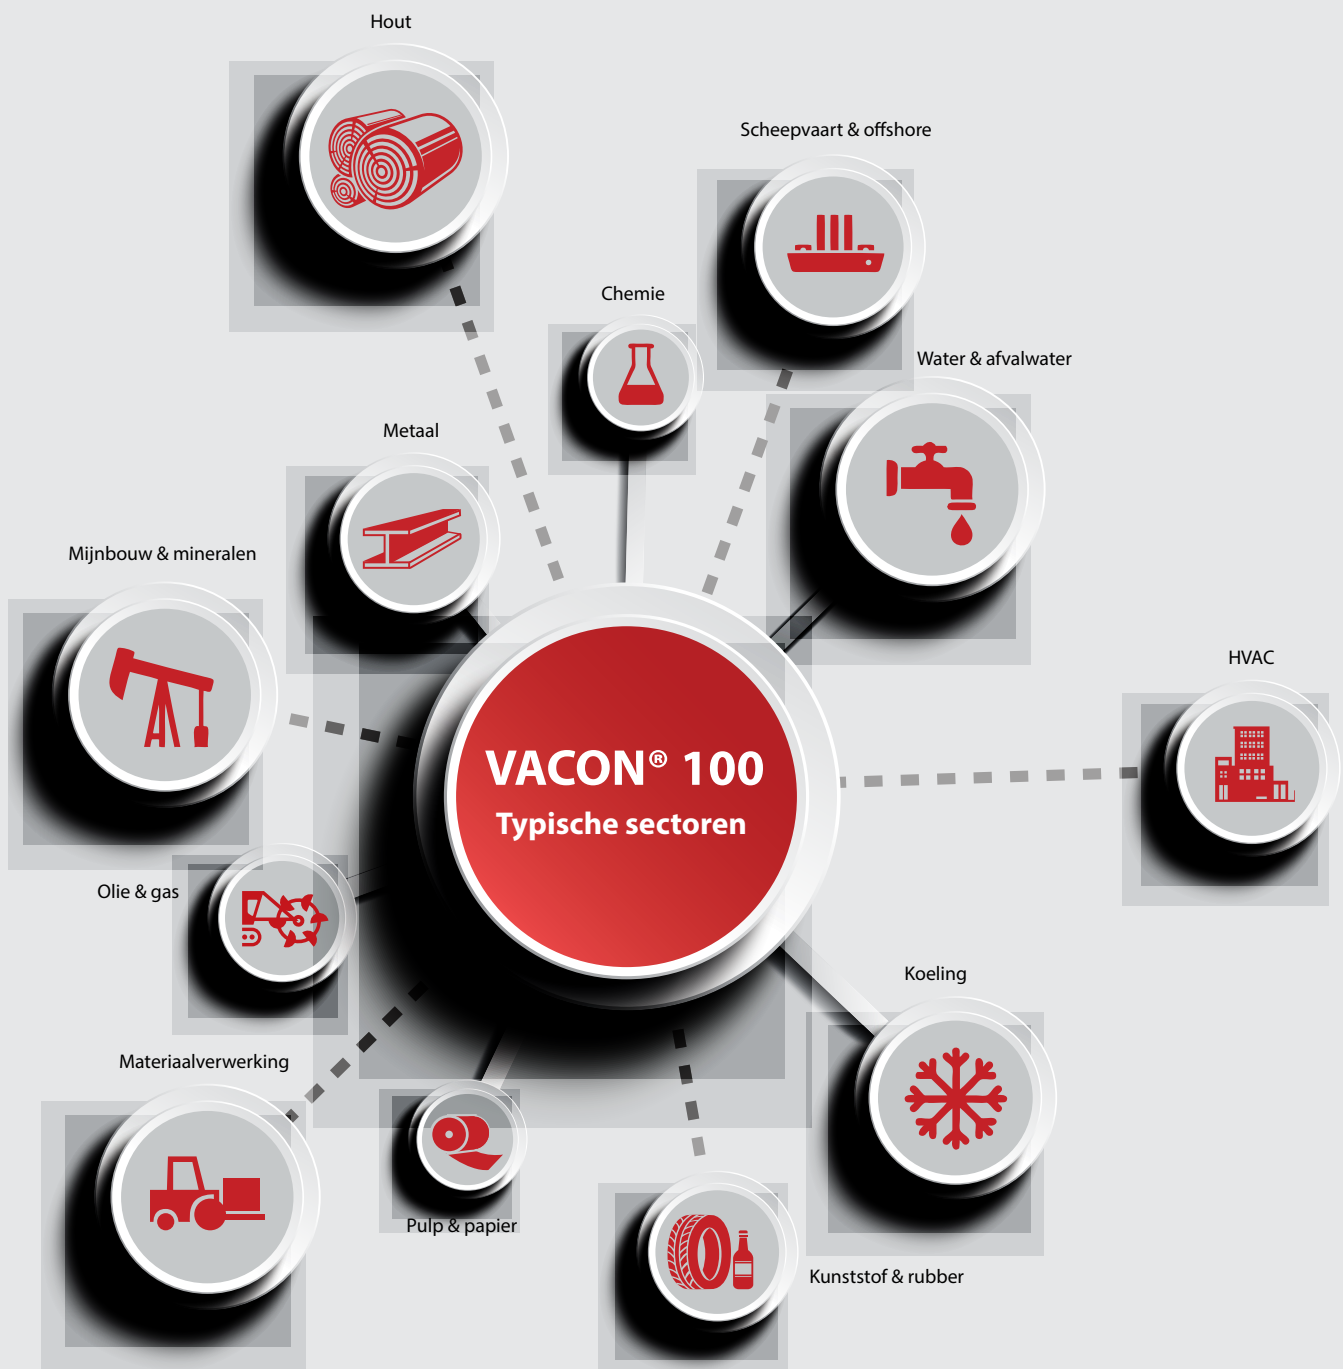 Hout
Scheepvaart & offshore
Chemie
Water & afvalwater
Metaal
Mijnbouw & mineralen
HVAC
VACON® 100
Typische sectoren
Olie & gas
Koeling
Materiaalverwerking
Pulp & papier
Kunststof & rubber